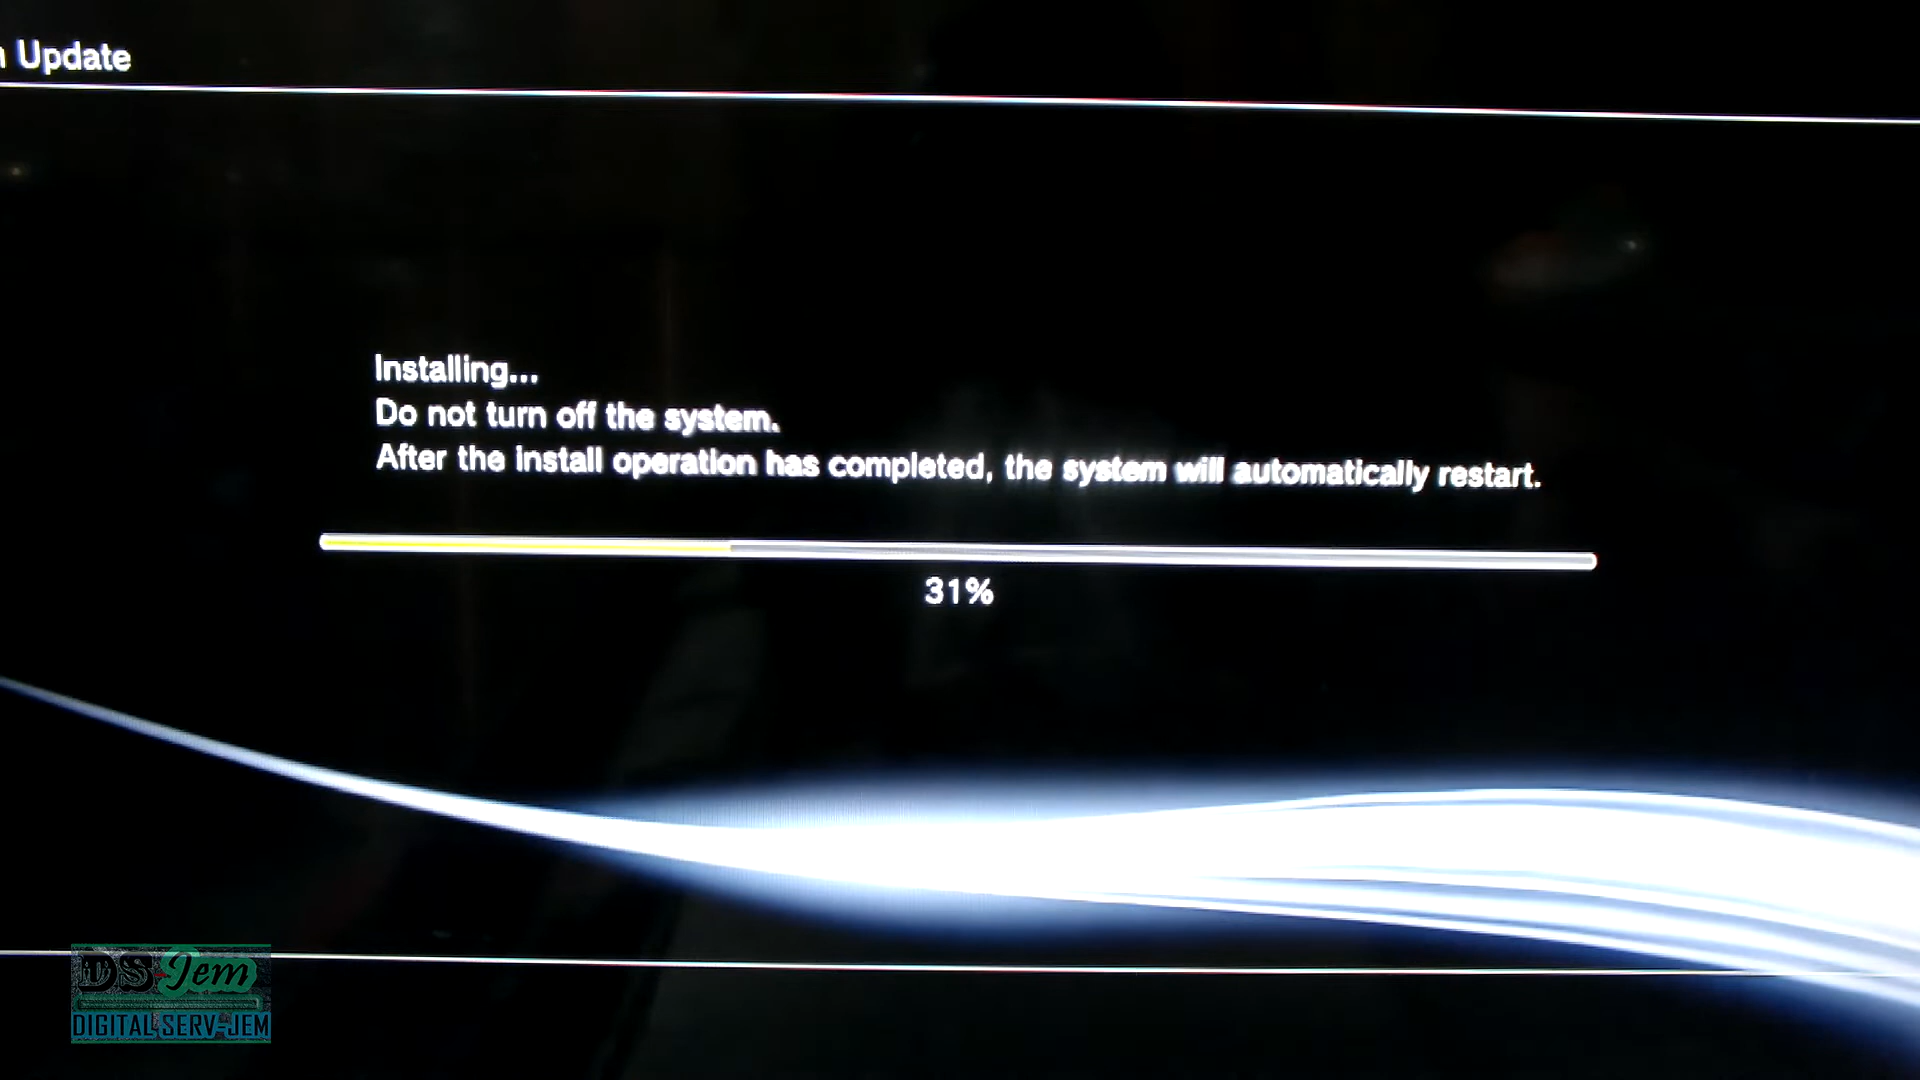 Update
Installing...
Do not turn off the system.
After the install operation has completed, the system will automatically restart.
31%
DS-Jem
DIGITAL SERV-JEM